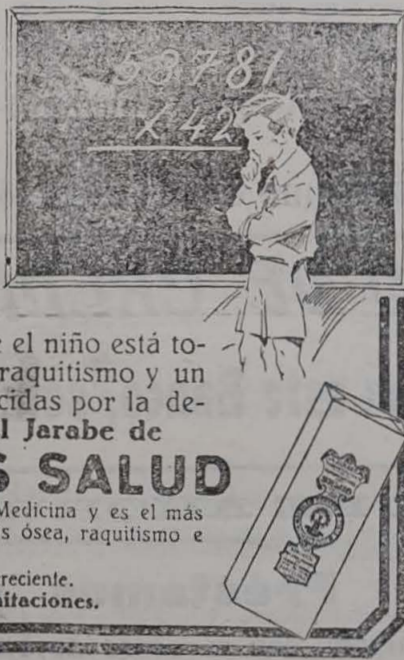 53781
x 42
el niño está to-
raquitismo y un
cidas por la de-
l Jarabe de
S SALUD
Medicina y es el más
s ósea, raquitismo e
reciente.
itaciones.